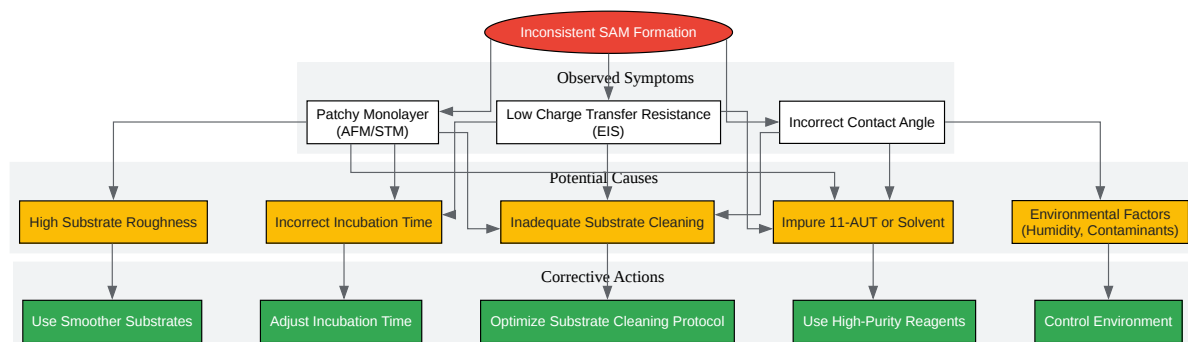 Inconsistent SAM Formation
Observed Symptoms
Patchy Monolayer
(AFM/STM)
Low Charge Transfer Resistance
(EIS)
Incorrect Contact Angle
Potential Causes
High Substrate Roughness
Incorrect Incubation Time
Inadequate Substrate Cleaning
Impure 11-AUT or Solvent
Environmental Factors
(Humidity, Contaminants)
Corrective Actions
Use Smoother Substrates
Adjust Incubation Time
Optimize Substrate Cleaning Protocol
Use High-Purity Reagents
Control Environment